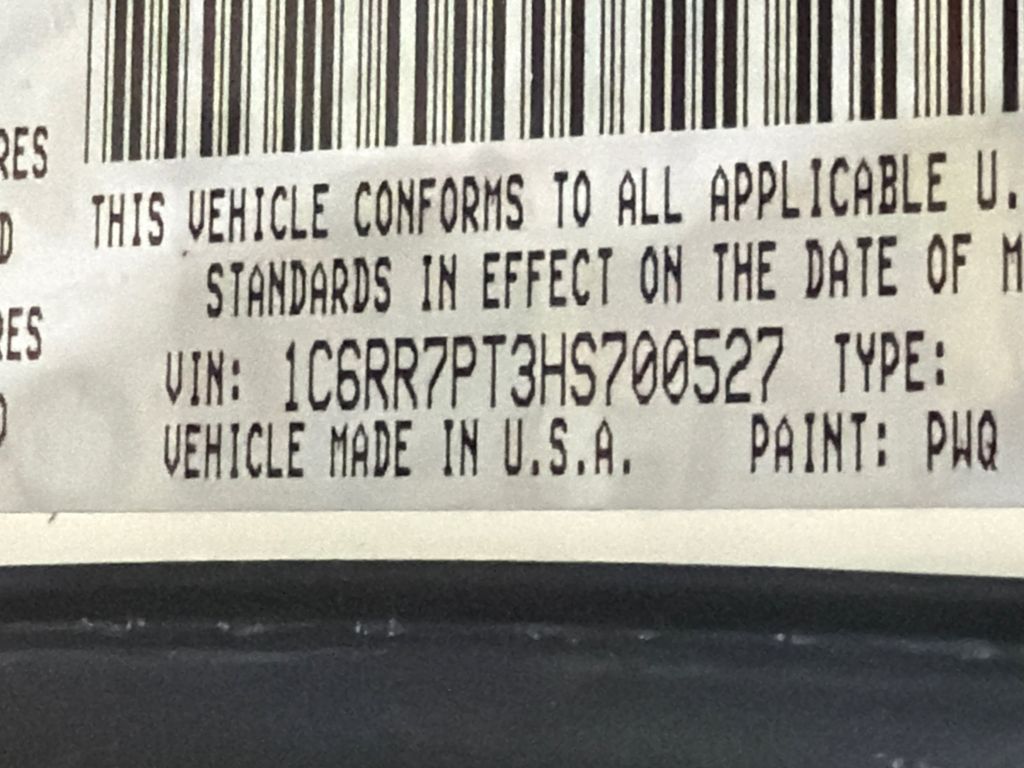 RES
THIS VEHICLE CONFORMS TO ALL APPLICABLE U.
D
STANDARDS IN EFFECT ON THE DATE OF M
RES
VIN: 1C6RR7PT3HS700527 TYPE:
VEHICLE MADE IN U.S.A. PAINT: PWQ